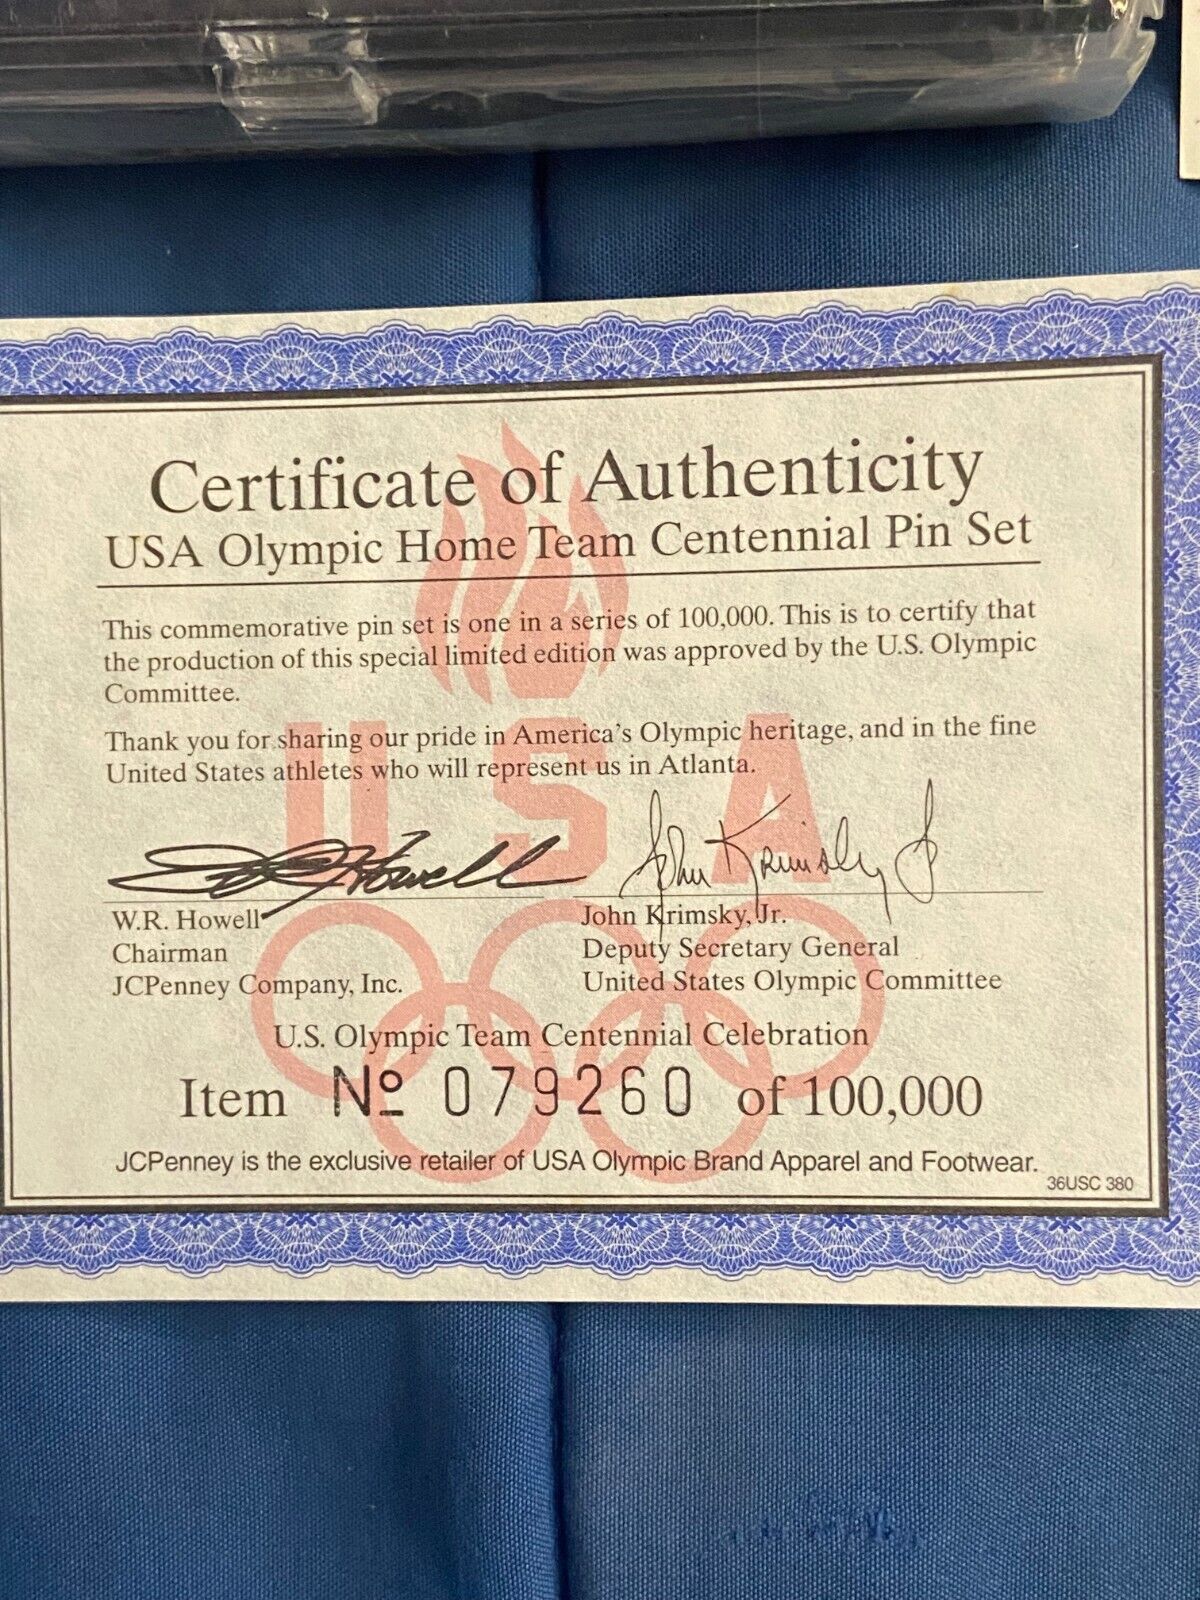 Certificate of Authenticity
USA Olympic Home Team Centennial Pin Set
This commemorative pin set is one in a series of 100,000. This is to certify that
the production of this special limited edition was approved by the U.S. Olympic
Committee.
Thank you for sharing our pride in America's Olympic heritage, and in the fine
United States athletes who will represent us in Atlanta.
USA
John Krimsky Jr
W.R. Howell
Chairman
JCPenney Company, Inc.
John Krimsky, Jr.
Deputy Secretary General
United States Olympic Committee
U.S. Olympic Team Centennial Celebration
Item Nº 079260 of 100,000
JCPenney is the exclusive retailer of USA Olympic Brand Apparel and Footwear.
36USC 380